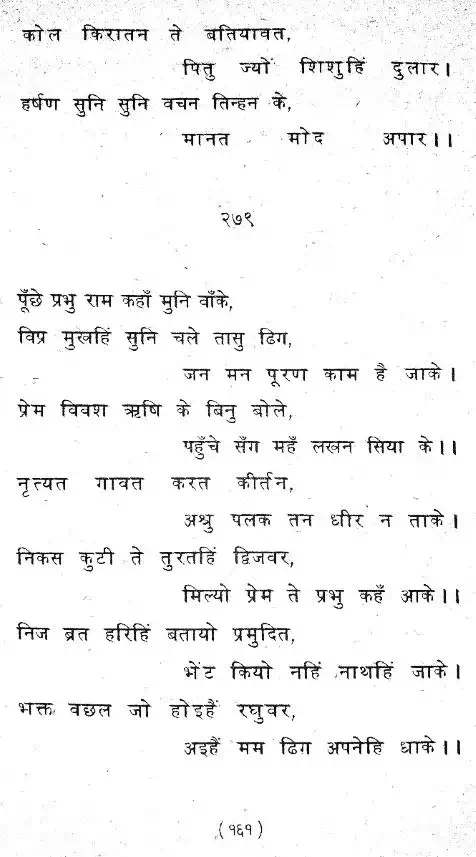 कोल किरातन ते बतियावत,
पितु ज्यों शिशुहिं दुलार।
हर्षण सुनि सुनि वचन तिन्हन के,
मानत मोद अपार।।
२७९
पूँछे प्रभु राम कहाँ मुनि वाँके,
विप्र मुखहिं सुनि चले तासु ढिग,
जन मन पूरण काम है जाके।
प्रेम विवश ऋषि के बिनु बोले,
पहुँचे सँग महँ लखन सिया के।।
नृत्यत गावत करत कीर्तन,
अश्रु पलक तन धीर न ताके।
निकस कुटी ते तुरतहिं द्विजवर,
मिल्यो प्रेम ते प्रभु कहँ आके।।
निज ब्रत हरिहिं बतायो प्रमुदित,
भेंट कियो नहिं नाथहिं जाके।
भक्त वछल जो होइहैं रघुवर,
अइहैं मम ढिग अपनेहि धाके।।
(१६१)